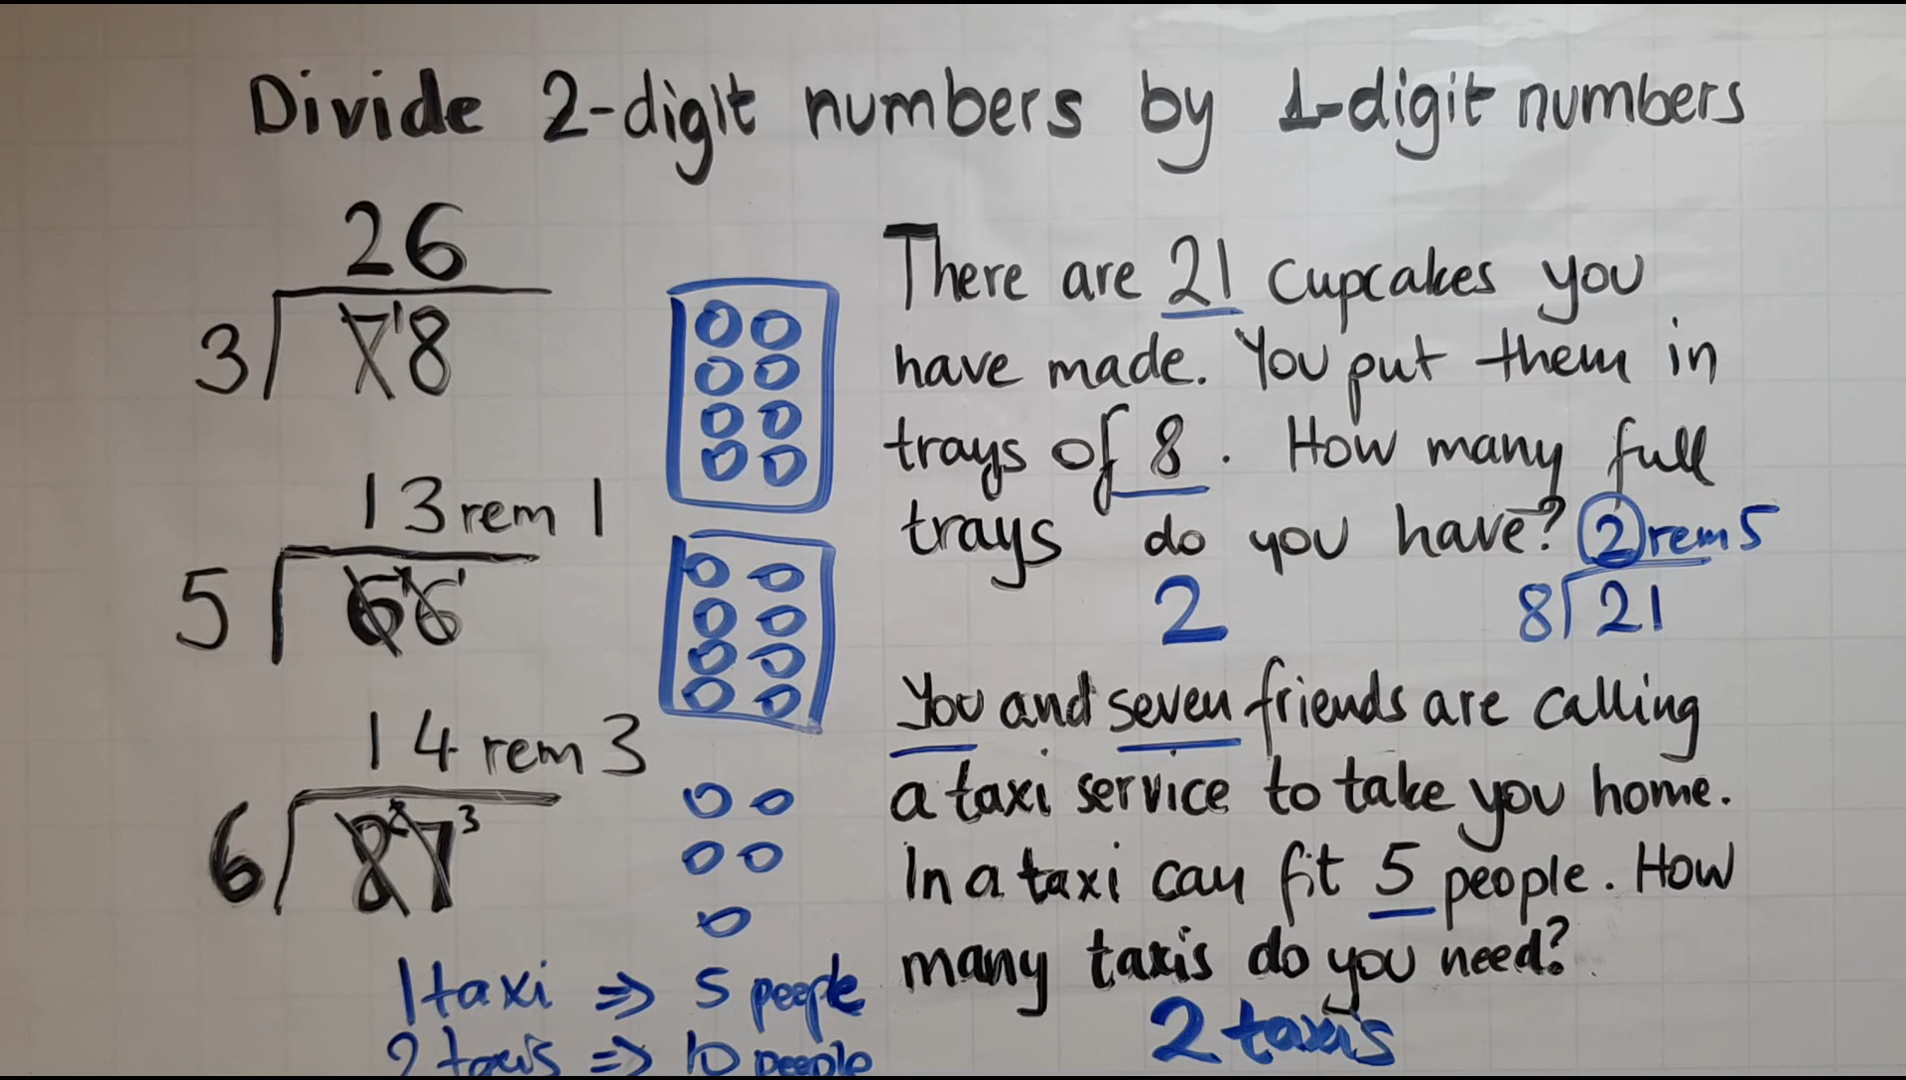 Divide 2-digit numbers by 1-digit numbers
26
3 7¹8
13 rem 1
5 6¹6¹
14 rem 3
6 8²7³
1 taxi => 5 people
2 taxis => 10 people
There are 21 cupcakes you
have made. You put them in
trays of 8. How many full
trays do you have? 2 rem 5
2 8 21
You and seven friends are calling
a taxi service to take you home.
In a taxi can fit 5 people. How
many taxis do you need?
2 taxis